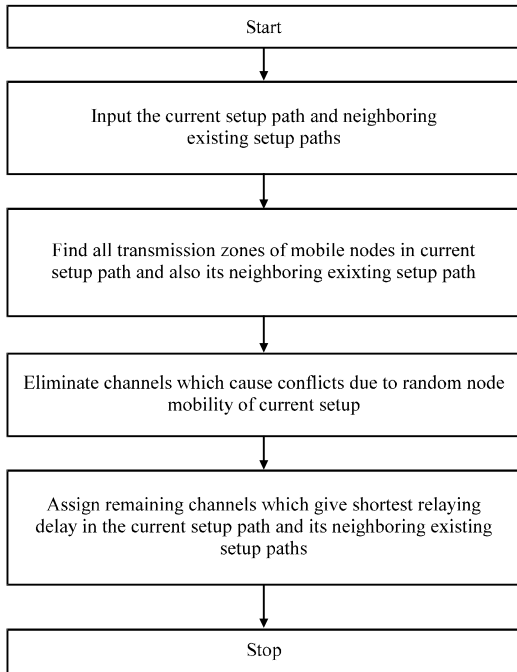 Start
Input the current setup path and neighboring
existing setup paths
Find all transmission zones of mobile nodes in current
setup path and also its neighboring exixting setup path
Eliminate channels which cause conflicts due to random node
mobility of current setup
Assign remaining channels which give shortest relaying
delay in the current setup path and its neighboring existing
setup paths
Stop